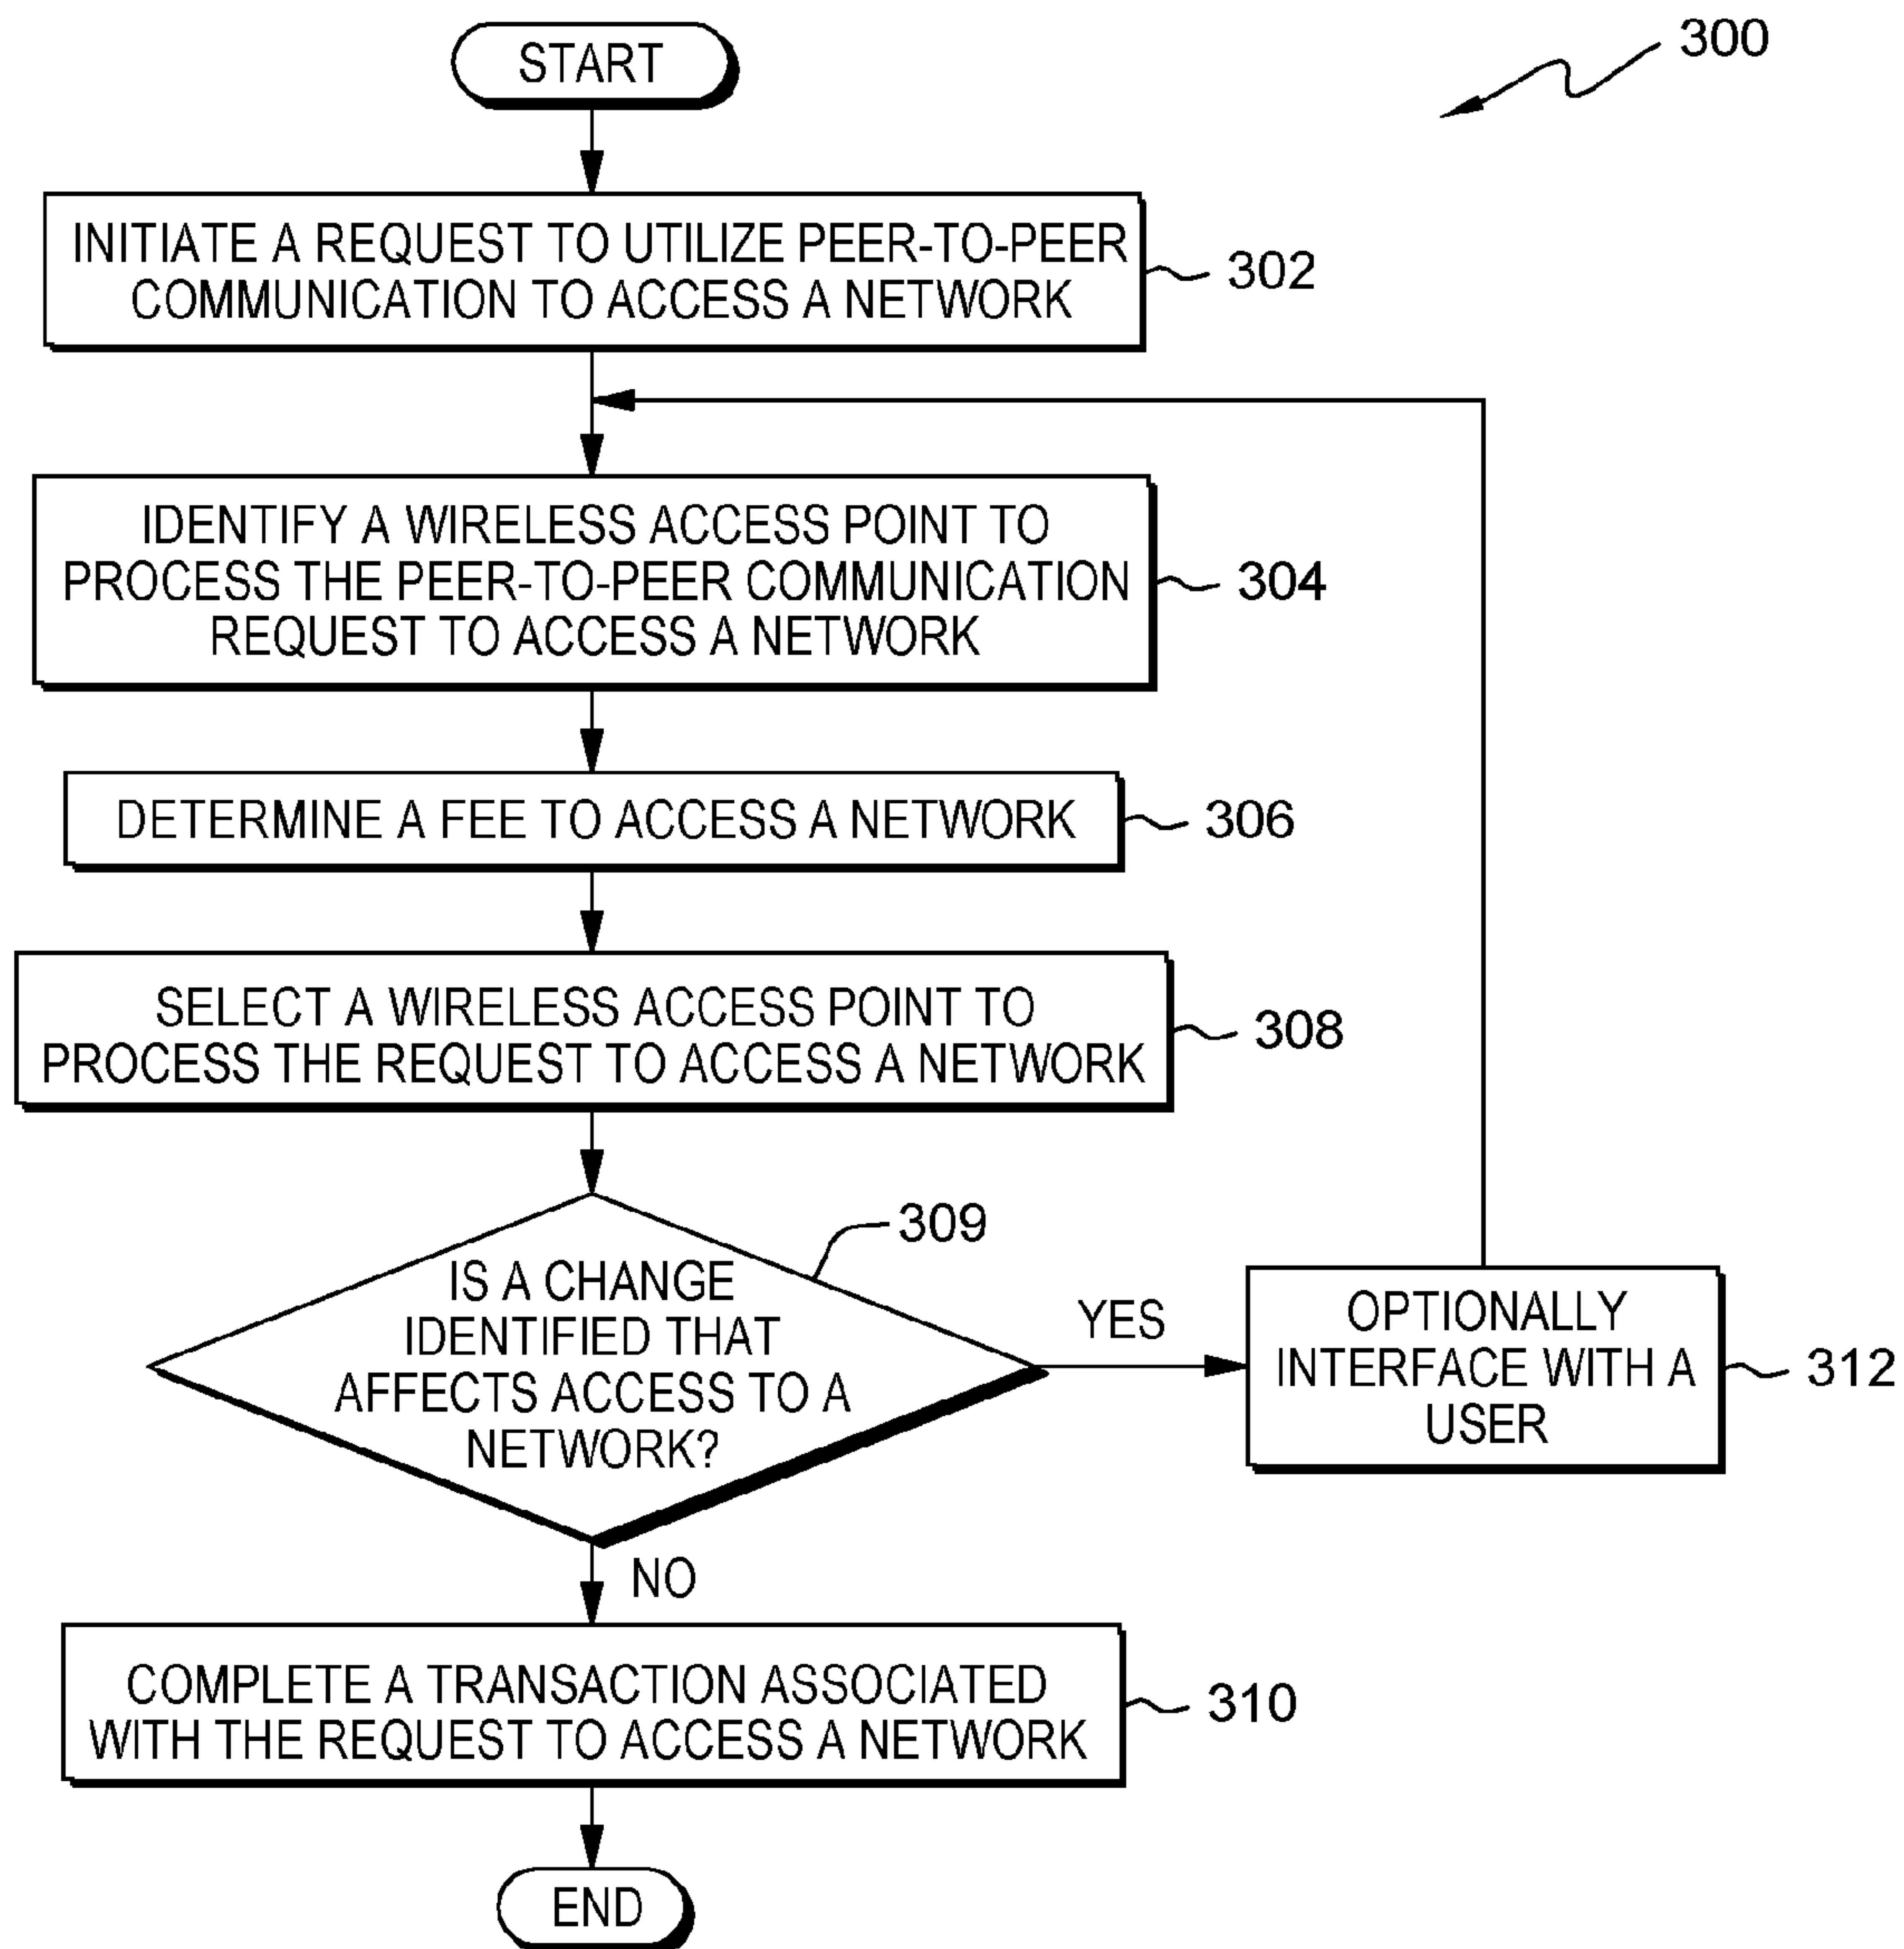 START
300
INITIATE A REQUEST TO UTILIZE PEER-TO-PEER
COMMUNICATION TO ACCESS A NETWORK
302
IDENTIFY A WIRELESS ACCESS POINT TO
PROCESS THE PEER-TO-PEER COMMUNICATION
REQUEST TO ACCESS A NETWORK
304
DETERMINE A FEE TO ACCESS A NETWORK
306
SELECT A WIRELESS ACCESS POINT TO
PROCESS THE REQUEST TO ACCESS A NETWORK
308
IS A CHANGE
IDENTIFIED THAT
AFFECTS ACCESS TO A
NETWORK?
309
YES
OPTIONALLY
INTERFACE WITH A
USER
312
NO
COMPLETE A TRANSACTION ASSOCIATED
WITH THE REQUEST TO ACCESS A NETWORK
310
END